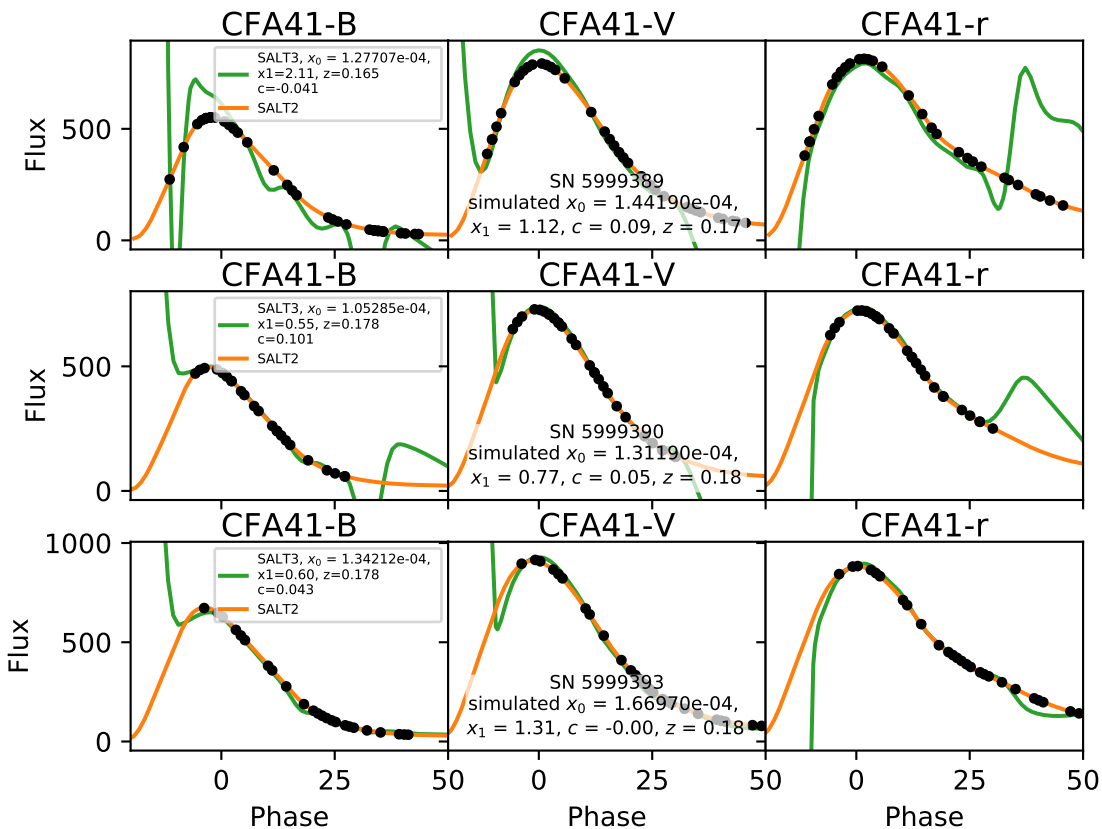 CFA41-B CFA41-V CFA41-r
Flux
500
0
SALT3, x₀ = 1.27707e-04,
x1=2.11, z=0.165
c=-0.041
SALT2
SN 5999389
simulated x₀ = 1.44190e-04,
x₁ = 1.12, c = 0.09, z = 0.17
CFA41-B CFA41-V CFA41-r
Flux
500
0
SALT3, x₀ = 1.05285e-04,
x1=0.55, z=0.178
c=0.101
SALT2
SN 5999390
simulated x₀ = 1.31190e-04,
x₁ = 0.77, c = 0.05, z = 0.18
CFA41-B CFA41-V CFA41-r
Flux
1000
500
0
SALT3, x₀ = 1.34212e-04,
x1=0.60, z=0.178
c=0.043
SALT2
SN 5999393
simulated x₀ = 1.66970e-04,
x₁ = 1.31, c = -0.00, z = 0.18
0 25 50 0 25 50 0 25 50
Phase Phase Phase